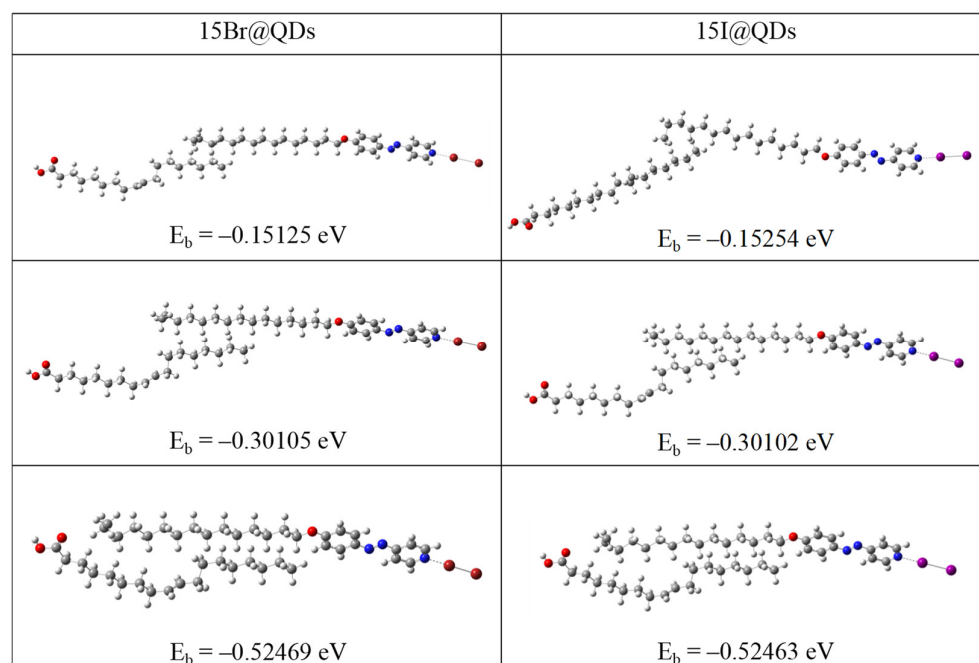 15Br@QDs
15I@QDs
E_b = –0.15125 eV
E_b = –0.15254 eV
E_b = –0.30105 eV
E_b = –0.30102 eV
E_b = –0.52469 eV
E_b = –0.52463 eV